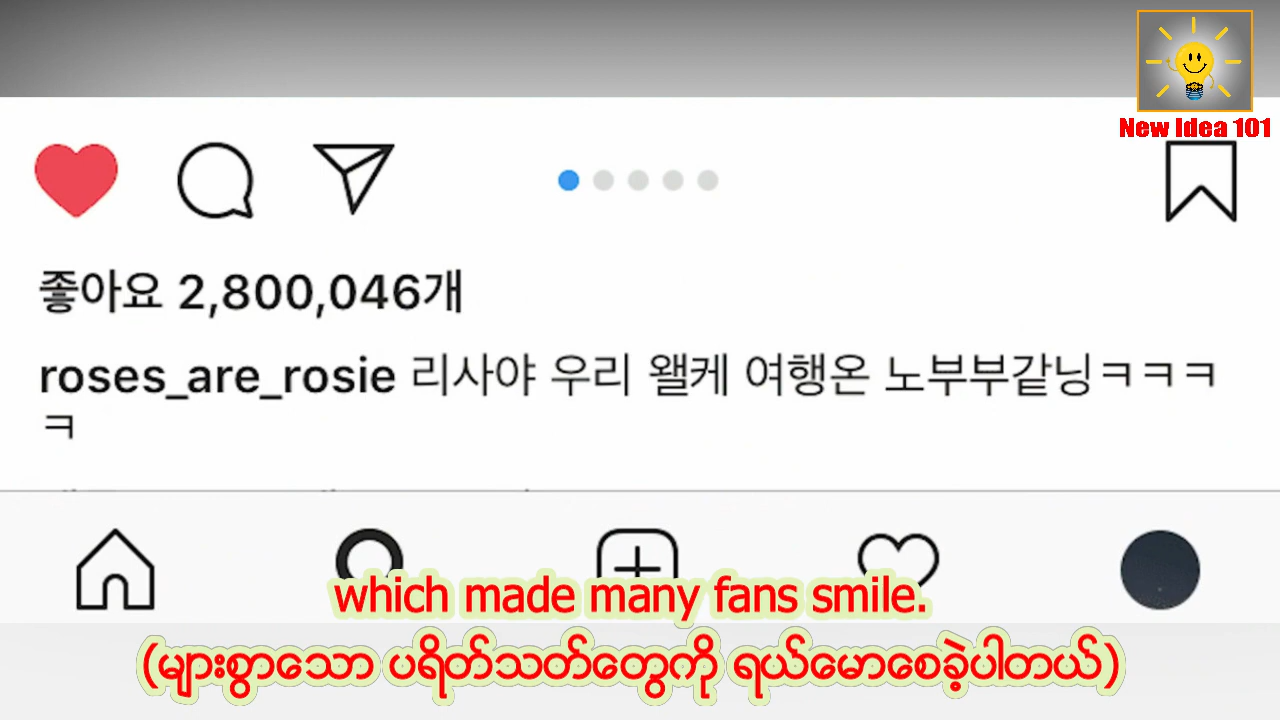 New Idea 101
좋아요 2,800,046개
roses_are_rosie 리사야 우리 왤케 여행온 노부부같닝ㅋㅋㅋ
ㅋ
which made many fans smile.
(များစွာသော ပရိတ်သတ်တွေကို ရယ်မောစေခဲ့ပါတယ်)